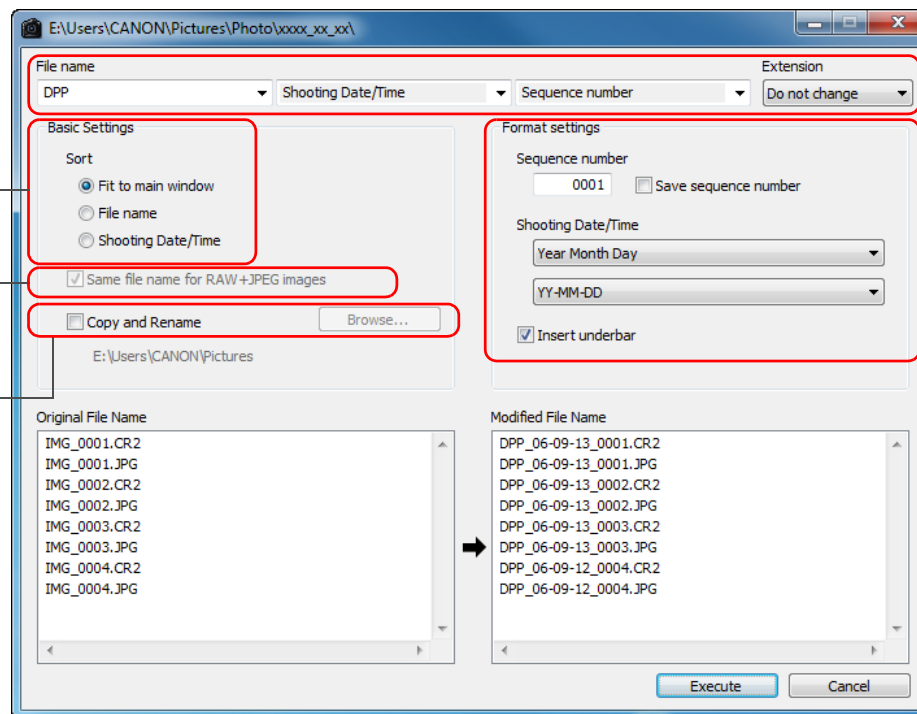 E:\Users\CANON\Pictures\Photo\xxxx_xx_xx\
File name
Extension
DPP
Shooting Date/Time
Sequence number
Do not change
Basic Settings
Sort
Fit to main window
File name
Shooting Date/Time
Same file name for RAW+JPEG images
Copy and Rename
Browse...
E:\Users\CANON\Pictures
Format settings
Sequence number
0001
Save sequence number
Shooting Date/Time
Year Month Day
YY-MM-DD
Insert underbar
Original File Name
IMG_0001.CR2
IMG_0001.JPG
IMG_0002.CR2
IMG_0002.JPG
IMG_0003.CR2
IMG_0003.JPG
IMG_0004.CR2
IMG_0004.JPG
Modified File Name
DPP_06-09-13_0001.CR2
DPP_06-09-13_0001.JPG
DPP_06-09-13_0002.CR2
DPP_06-09-13_0002.JPG
DPP_06-09-13_0003.CR2
DPP_06-09-13_0003.JPG
DPP_06-09-12_0004.CR2
DPP_06-09-12_0004.JPG
Execute
Cancel